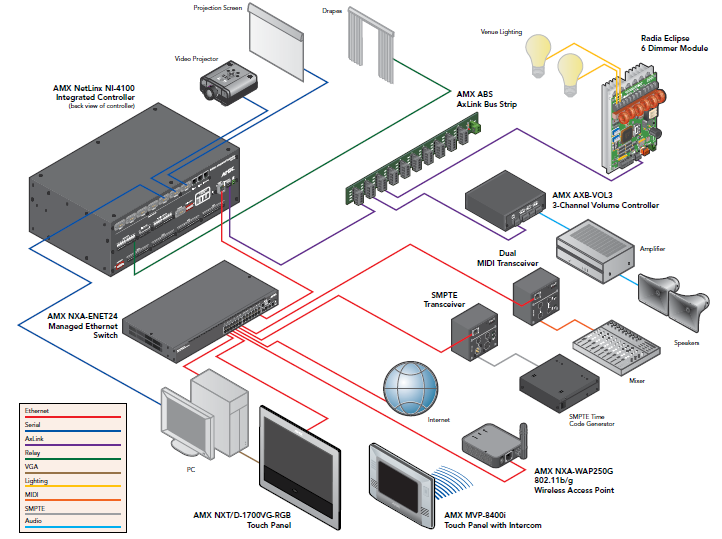 Projection Screen
Drapes
Venue Lighting
Radia Eclipse
6 Dimmer Module
Video Projector
AMX NetLinx NI-4100
Integrated Controller
(back view of controller)
AMX ABS
AxLink Bus Strip
AMX AXB-VOL3
3-Channel Volume Controller
Dual
MIDI Transceiver
Amplifier
SMPTE
Transceiver
AMX NXA-ENET24
Managed Ethernet
Switch
Speakers
Mixer
Internet
SMPTE Time
Code Generator
PC
AMX NXA-WAP250G
802.11b/g
Wireless Access Point
AMX NXT/D-1700VG-RGB
Touch Panel
AMX MVP-8400i
Touch Panel with Intercom
Ethernet
Serial
AxLink
Relay
VGA
Lighting
MIDI
SMPTE
Audio